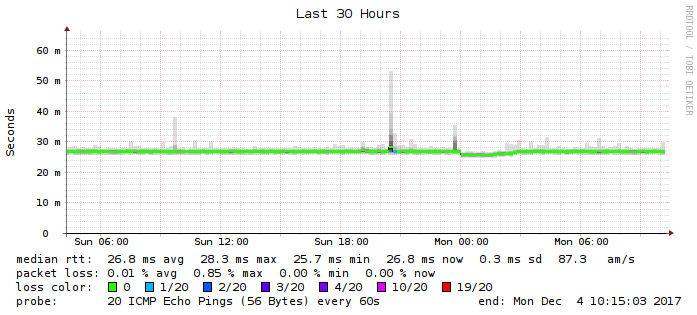 Last 30 Hours
RRDTOOL / TOBI OETIKER
Seconds
60 m
50 m
40 m
30 m
20 m
10 m
0
Sun 06:00 Sun 12:00 Sun 18:00 Mon 00:00 Mon 06:00
median rtt: 26.8 ms avg 28.3 ms max 25.7 ms min 26.8 ms now 0.3 ms sd 87.3 am/s
packet loss: 0.01 % avg 0.85 % max 0.00 % min 0.00 % now
loss color: 0 1/20 2/20 3/20 4/20 10/20 19/20
probe: 20 ICMP Echo Pings (56 Bytes) every 60s end: Mon Dec 4 10:15:03 2017